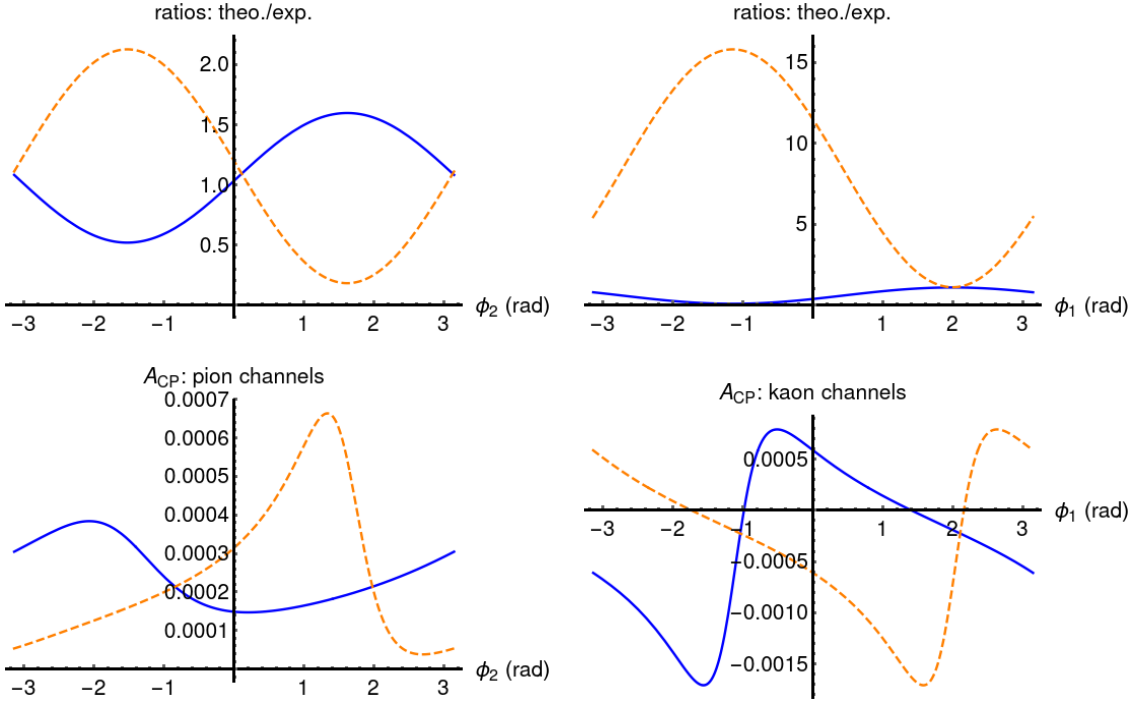 ratios: theo./exp.
2.0
1.5
1.0
0.5
−3 −2 −1 1 2 3 ϕ2 (rad)
ratios: theo./exp.
15
10
5
−3 −2 −1 1 2 3 ϕ1 (rad)
ACP: pion channels
0.0007
0.0006
0.0005
0.0004
0.0003
0.0002
0.0001
−3 −2 −1 1 2 3 ϕ2 (rad)
ACP: kaon channels
0.0005
−3 −2 −1 1 2 3 ϕ1 (rad)
−0.0005
−0.0010
−0.0015